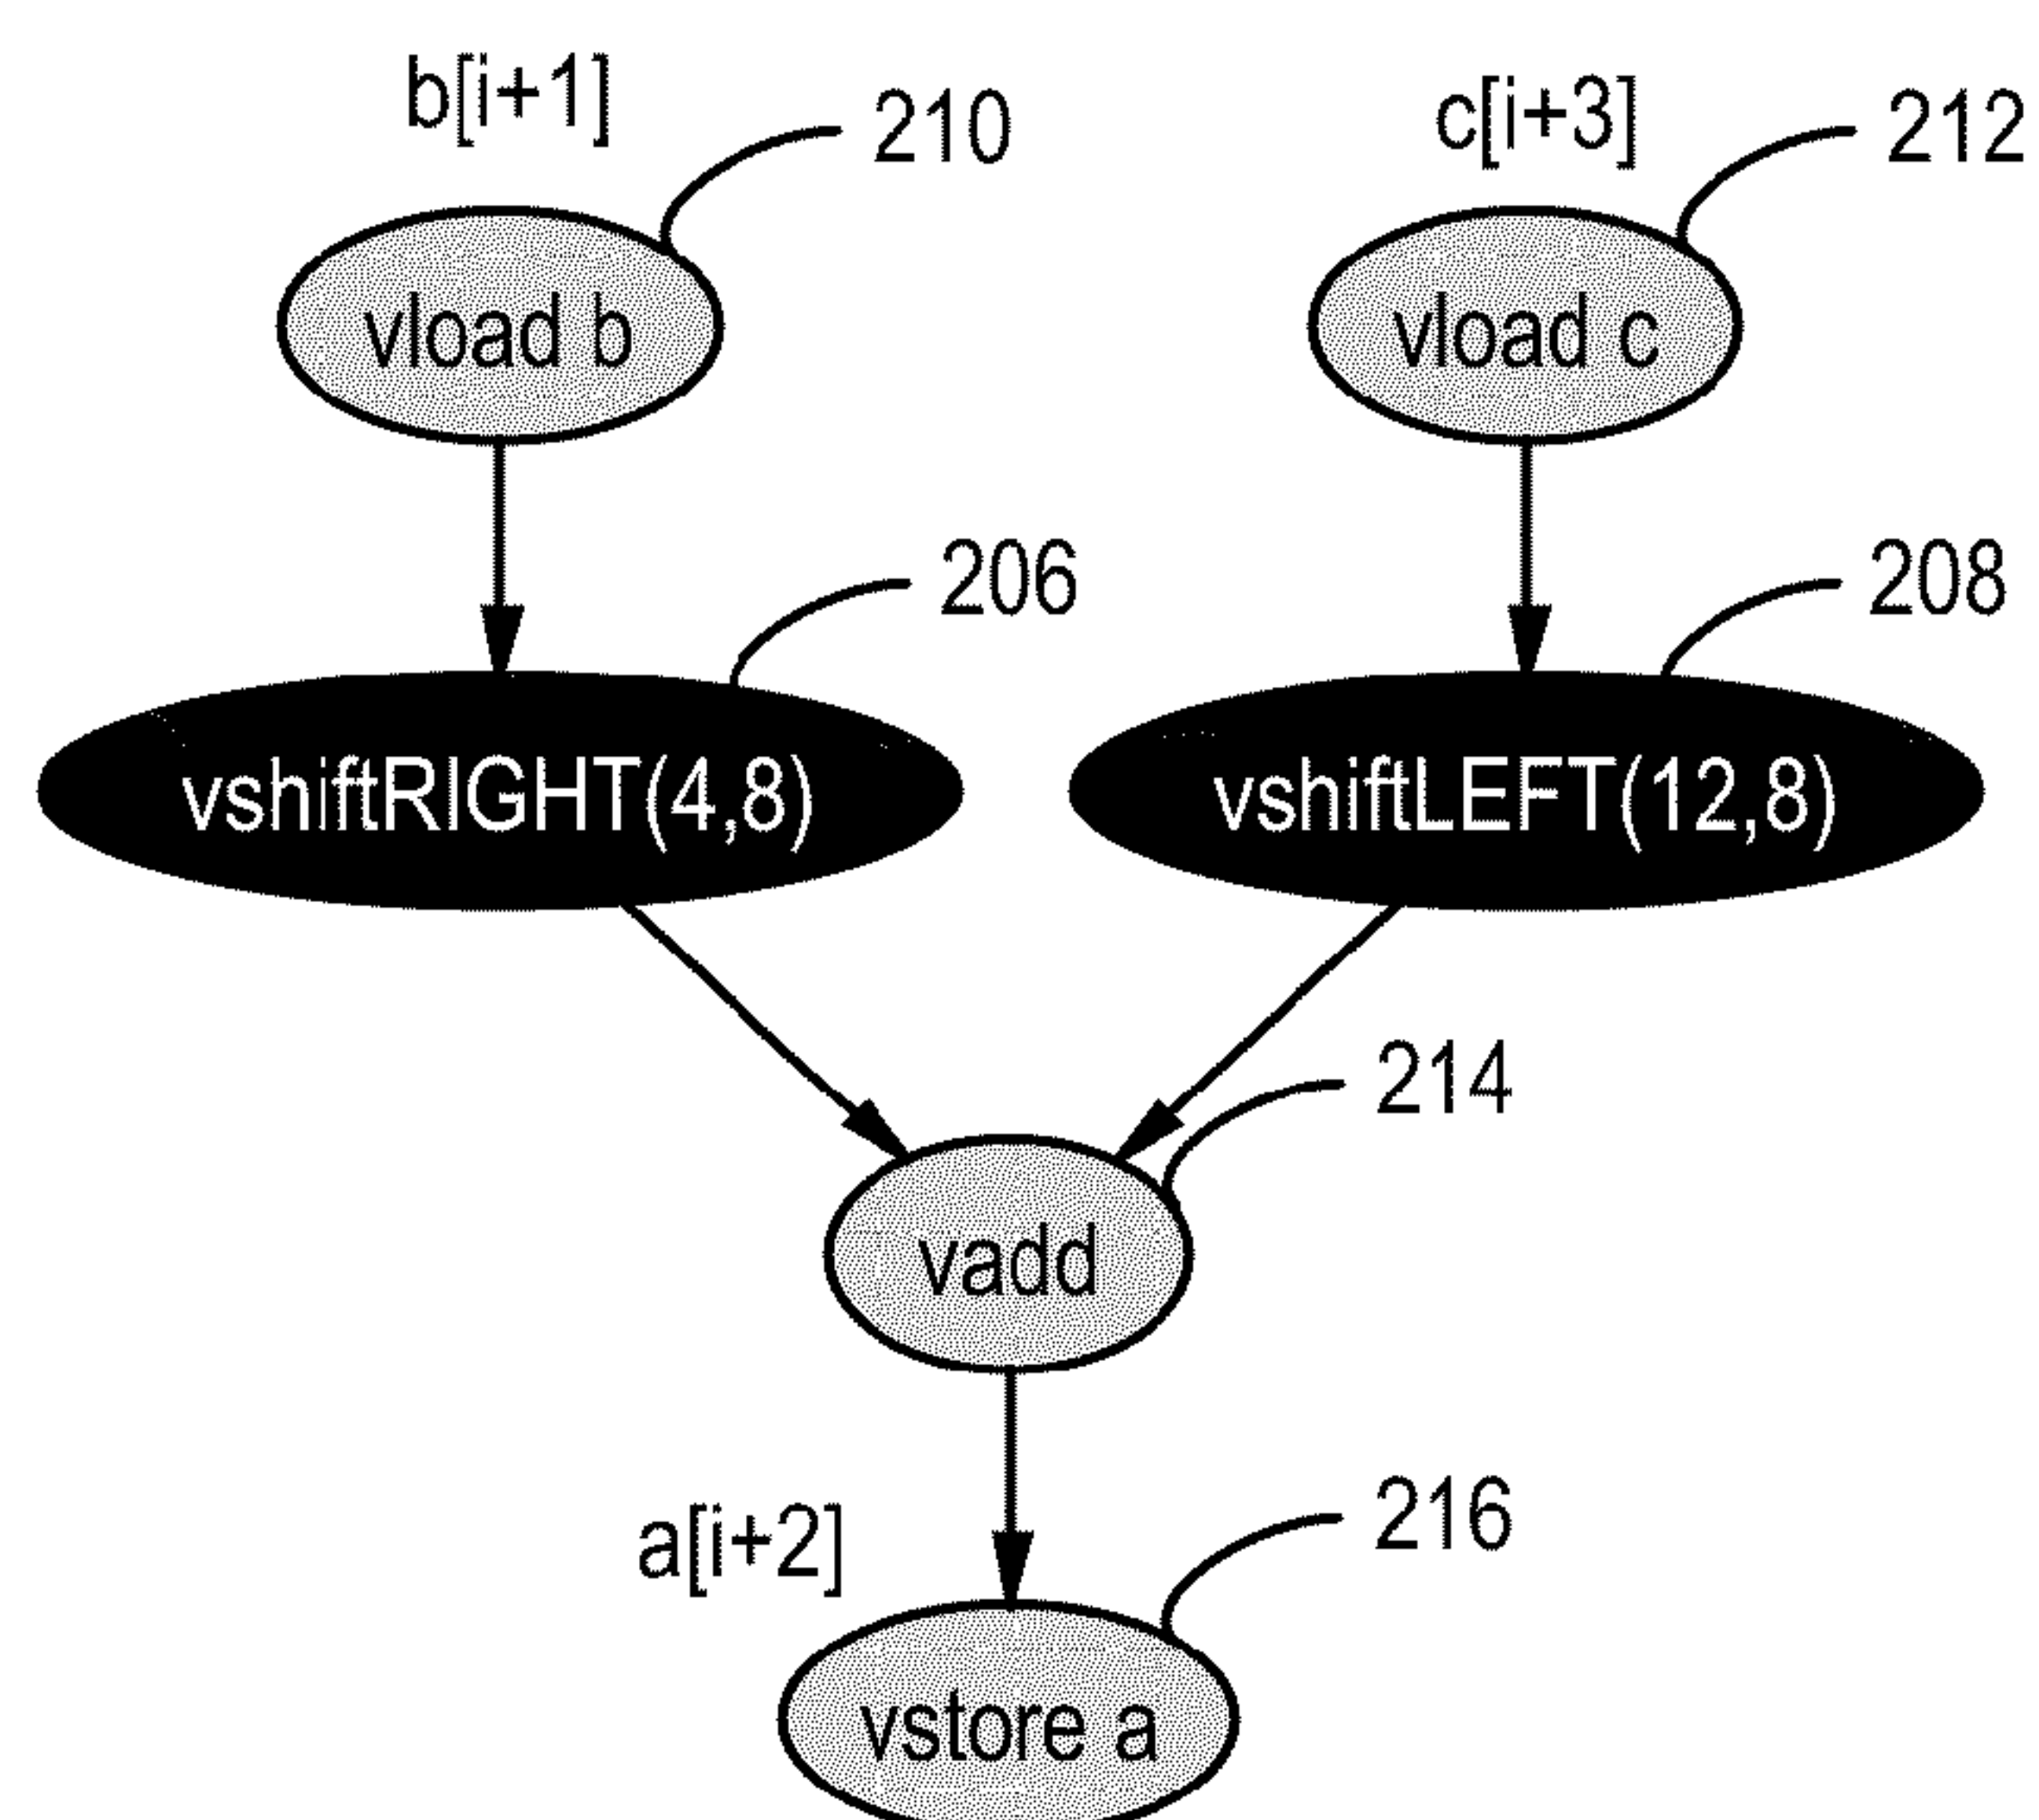 b[i+1]
210
c[i+3]
212
vload b
vload c
206
208
vshiftRIGHT(4,8)
vshiftLEFT(12,8)
214
vadd
a[i+2]
216
vstore a